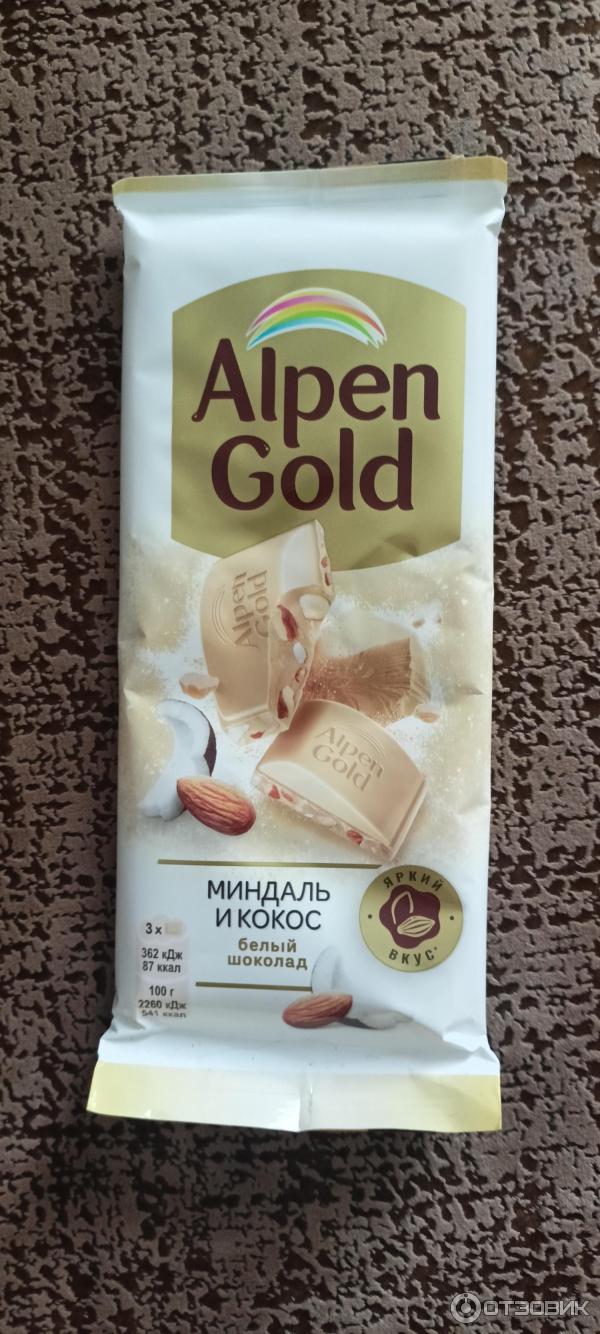 Alpen
Gold
Alpen
Gold
Alpen
Gold
МИНДАЛЬ
И КОКОС
белый
шоколад
ЯРКИЙ
ВКУС*
3 x
362 кДж
87 ккал
100 г
2260 кДж
541 ккал
ОТЗОВИК